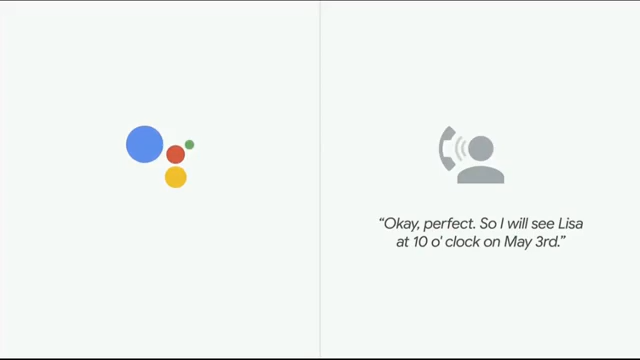 “Okay, perfect. So I will see Lisa
at 10 o' clock on May 3rd.”